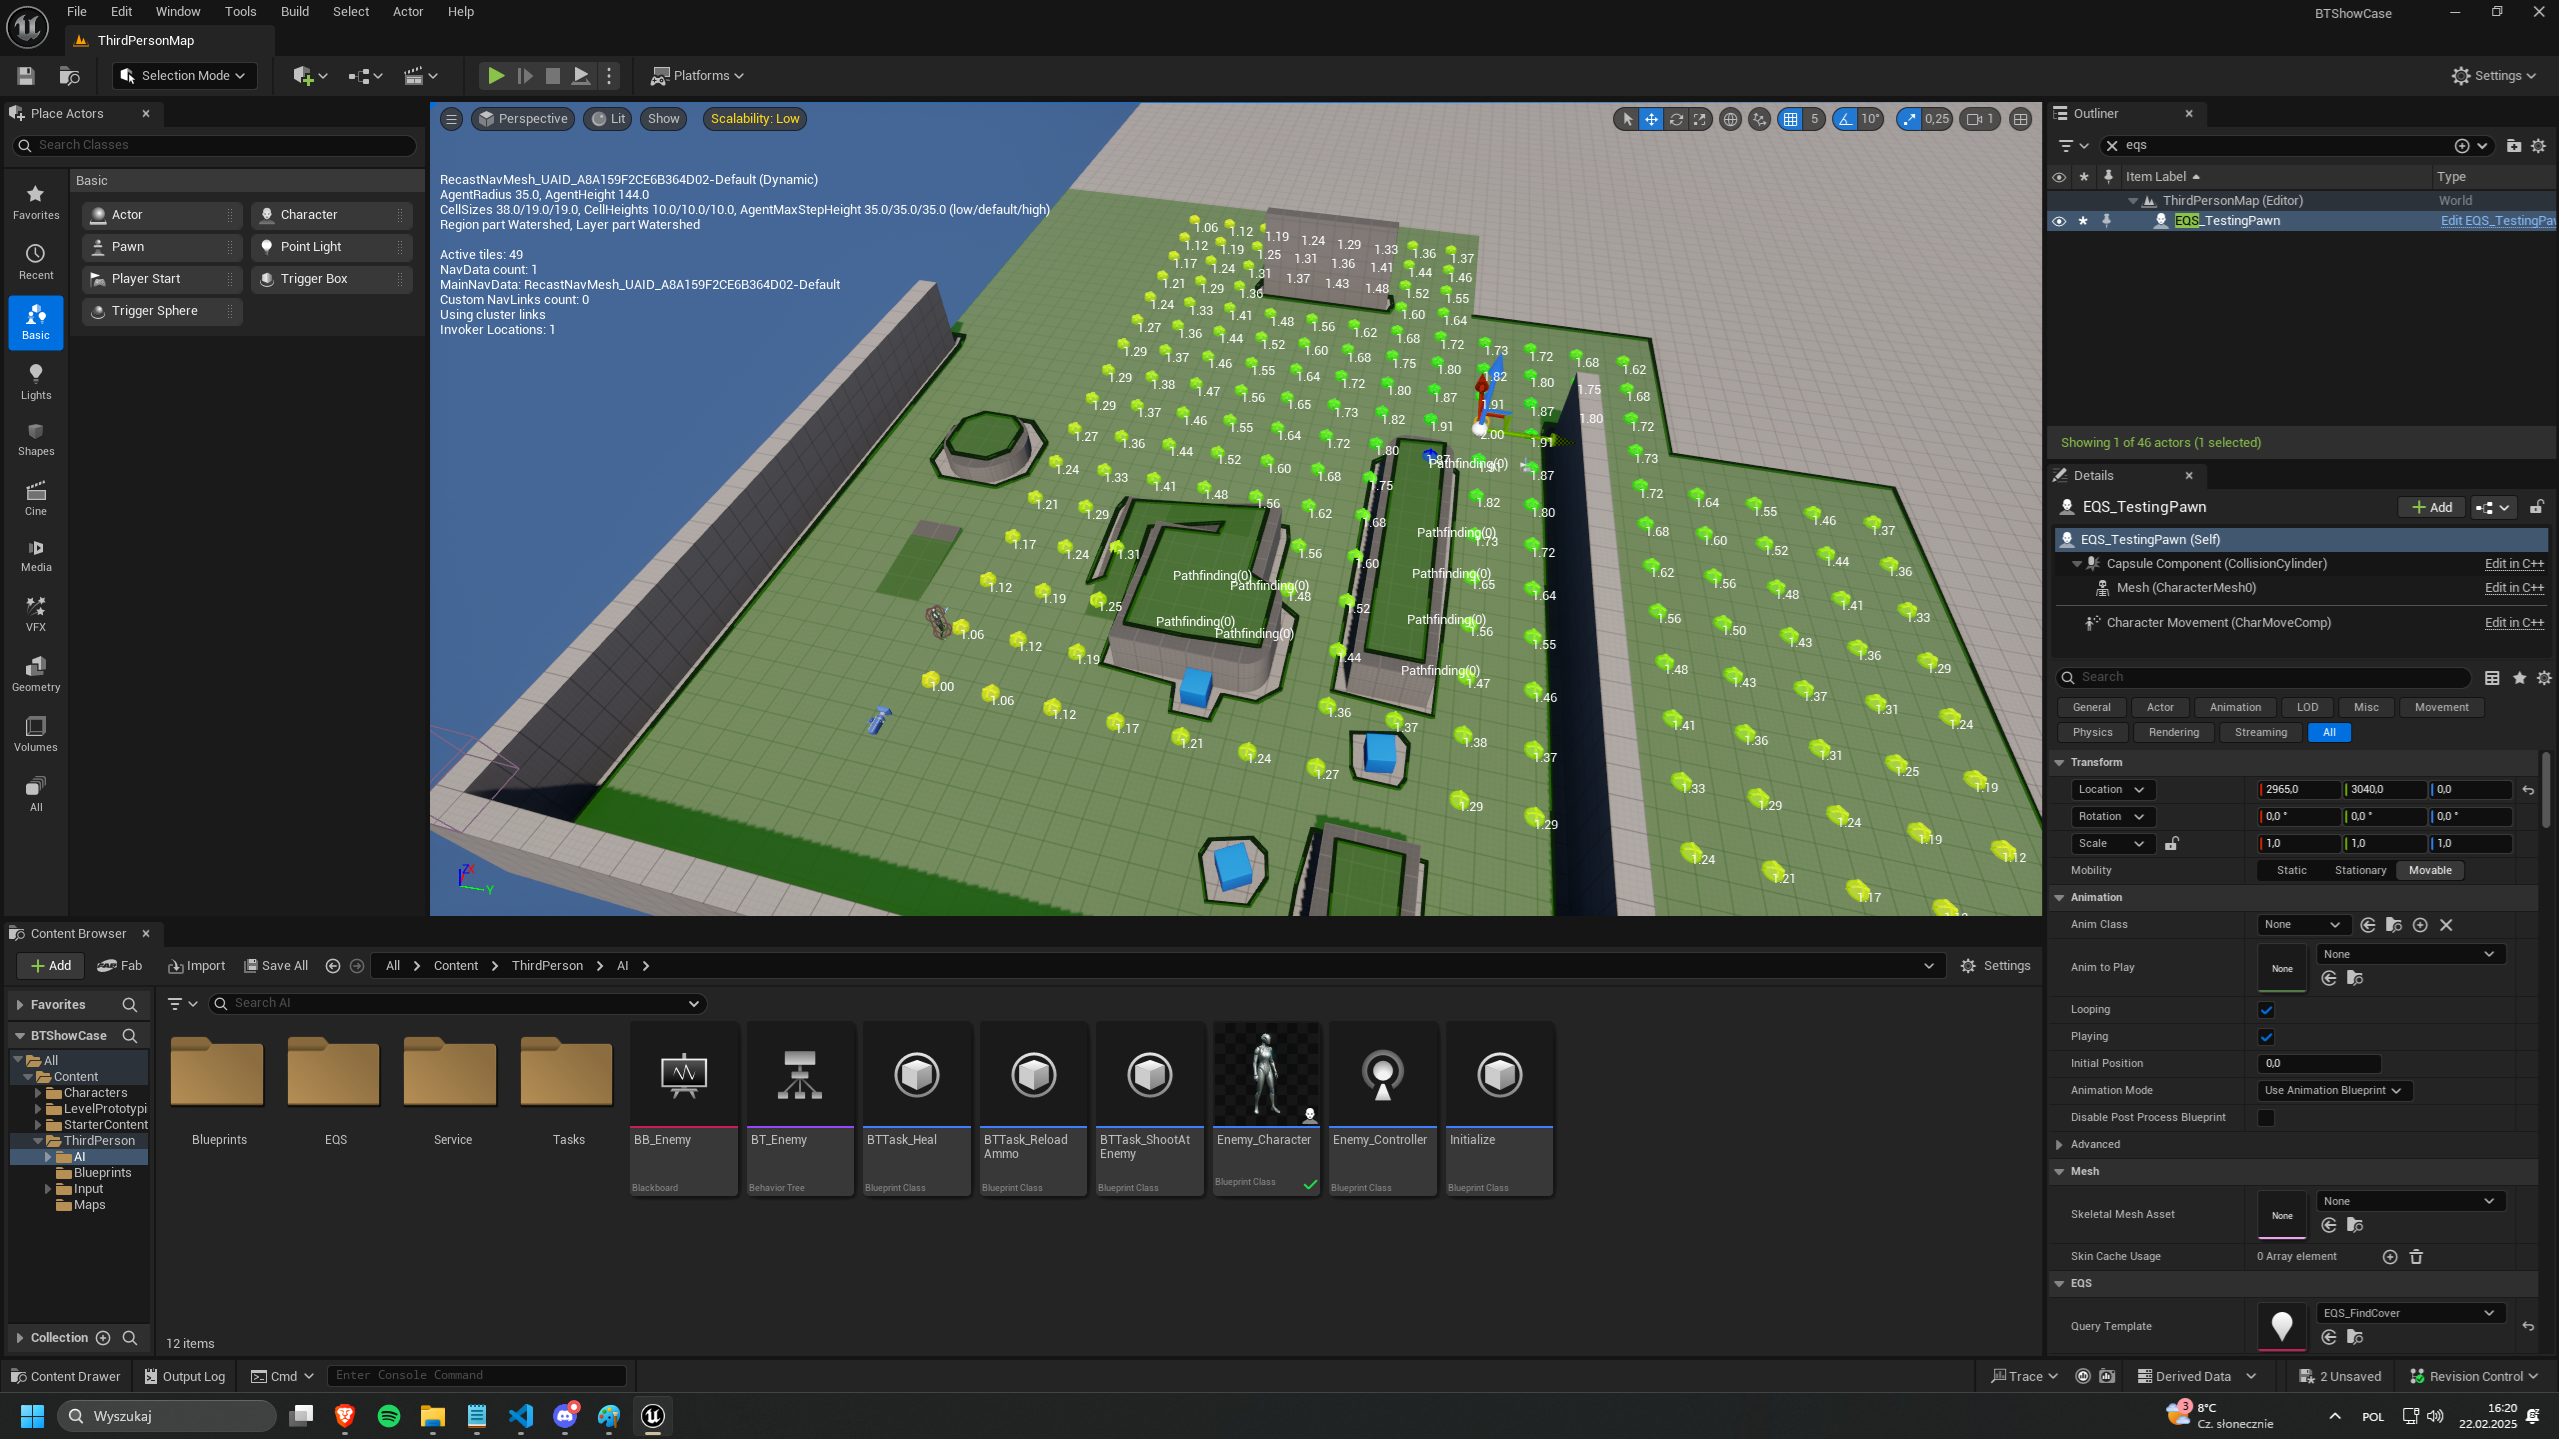 File Edit Window Tools Build Select Actor Help
BTShowCase
ThirdPersonMap
Selection Mode
Platforms
Settings
Place Actors
Search Classes
Basic
Favorites
Recent
Basic
Lights
Shapes
Cine
Media
VFX
Geometry
Volumes
All
Actor
Character
Pawn
Point Light
Player Start
Trigger Box
Trigger Sphere
Perspective Lit Show Scalability: Low
5 10° 0,25 1
RecastNavMesh_UAID_A8A159F2CE6B364D02-Default (Dynamic)
AgentRadius 35.0, AgentHeight 144.0
CellSizes 38.0/19.0/19.0, CellHeights 10.0/10.0/10.0, AgentMaxStepHeight 35.0/35.0/35.0 (low/default/high)
Region part Watershed, Layer part Watershed
Active tiles: 49
NavData count: 1
MainNavData: RecastNavMesh_UAID_A8A159F2CE6B364D02-Default
Custom NavLinks count: 0
Using cluster links
Invoker Locations: 1
1.06 1.12 1.19 1.24 1.29 1.33 1.36 1.37
1.12 1.19 1.25 1.31 1.36 1.41 1.44 1.46
1.17 1.24 1.31 1.37 1.43 1.48 1.52 1.55
1.21 1.29 1.36 1.60 1.64
1.24 1.33 1.41 1.48 1.56 1.62 1.68 1.72 1.73 1.72 1.68 1.62
1.27 1.36 1.44 1.52 1.60 1.68 1.75 1.80 1.82 1.80 1.75 1.68
1.29 1.37 1.46 1.55 1.64 1.72 1.80 1.87 1.91 1.87 1.80 1.72
1.29 1.38 1.47 1.56 1.65 1.73 1.82 1.91 2.00 1.91 1.73
1.29 1.37 1.46 1.55 1.64 1.72 1.80 1.87 Pathfinding(0) 1.87 1.72 1.64 1.55 1.46 1.37
1.27 1.36 1.44 1.52 1.60 1.68 1.75 1.82 1.80 1.68 1.60 1.52 1.44 1.36
1.24 1.33 1.41 1.48 1.56 1.62 1.68 Pathfinding(0) 1.73 1.72 1.62 1.56 1.48 1.41 1.33
1.21 1.29 1.56 1.60 Pathfinding(0) 1.65 1.64 1.56 1.50 1.43 1.36 1.29
1.17 1.24 1.31 Pathfinding(0) Pathfinding(0) 1.48 1.52 Pathfinding(0) 1.56 1.55 1.48 1.43 1.37 1.31 1.24
1.12 1.19 1.25 Pathfinding(0) Pathfinding(0) 1.44 Pathfinding(0) 1.47 1.46 1.41 1.36 1.31 1.25 1.19
1.06 1.12 1.19 1.36 1.37 1.38 1.37 1.33 1.29 1.24 1.19 1.12
1.00 1.06 1.12 1.17 1.21 1.24 1.27 1.29 1.29 1.24 1.21 1.17
Outliner
eqs
Item Label Type
ThirdPersonMap (Editor) World
EQS_TestingPawn Edit EQS_TestingPaw
Showing 1 of 46 actors (1 selected)
Details
EQS_TestingPawn Add
EQS_TestingPawn (Self)
Capsule Component (CollisionCylinder) Edit in C++
Mesh (CharacterMesh0) Edit in C++
Character Movement (CharMoveComp) Edit in C++
Search
General Actor Animation LOD Misc Movement
Physics Rendering Streaming All
Transform
Location 2965,0 3040,0 0,0
Rotation 0,0 ° 0,0 ° 0,0 °
Scale 1,0 1,0 1,0
Mobility Static Stationary Movable
Animation
Anim Class None
Anim to Play None None
Looping
Playing
Initial Position 0,0
Animation Mode Use Animation Blueprint
Disable Post Process Blueprint
Advanced
Mesh
Skeletal Mesh Asset None None
Skin Cache Usage 0 Array element
EQS
Query Template EQS_FindCover
Content Browser
Add Fab Import Save All All Content ThirdPerson AI Settings
Favorites
BTShowCase
All
Content
Characters
LevelPrototypi
StarterContent
ThirdPerson
AI
Blueprints
Input
Maps
Collection
Search AI
Blueprints
EQS
Service
Tasks
BB_Enemy
Blackboard
BT_Enemy
Behavior Tree
BTTask_Heal
Blueprint Class
BTTask_Reload
Ammo
Blueprint Class
BTTask_ShootAt
Enemy
Blueprint Class
Enemy_Character
Blueprint Class
Enemy_Controller
Blueprint Class
Initialize
Blueprint Class
12 items
Content Drawer Output Log Cmd Enter Console Command Trace Derived Data 2 Unsaved Revision Control
Wyszukaj
3
8°C
Cz. słonecznie
POL
16:20
22.02.2025